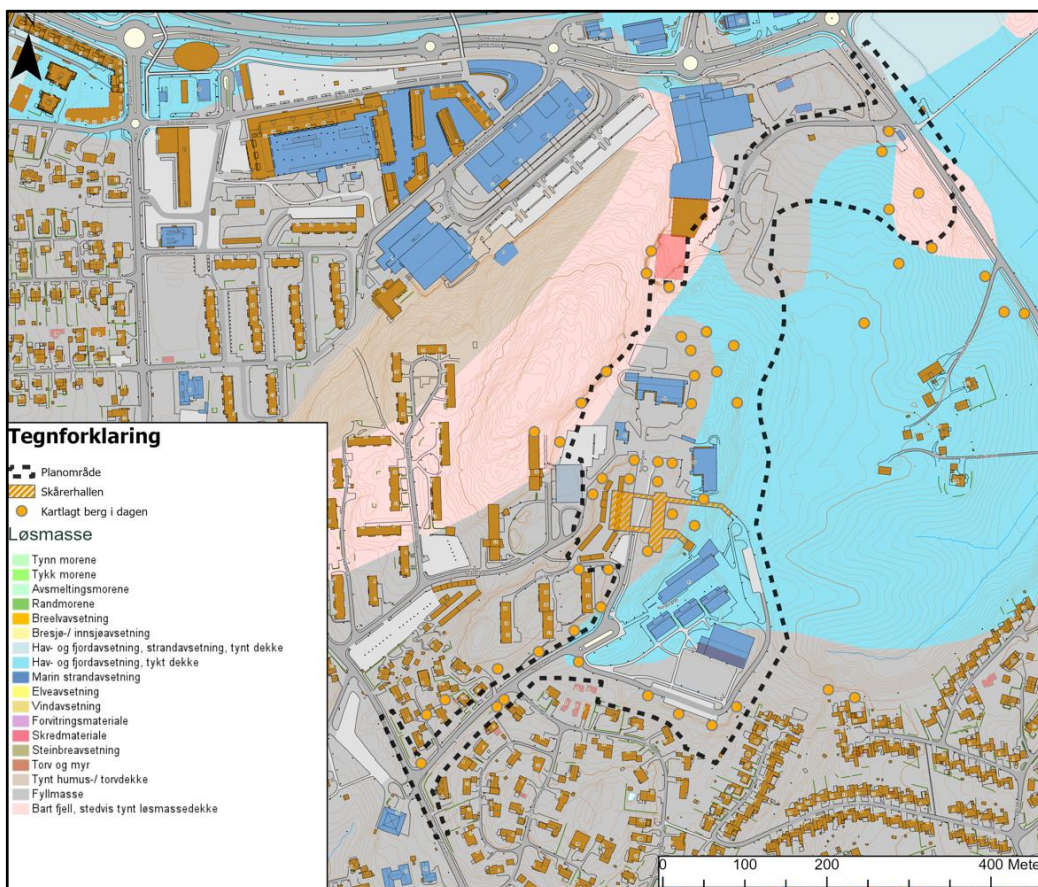 Tegnforklaring
Planområde
Skårerhallen
Kartlagt berg i dagen
Løsmasse
Tynn morene
Tykk morene
Avsmeltingsmorene
Randmorene
Breelvavsetning
Bresjø-/ innsjøavsetning
Hav- og fjordavsetning, strandavsetning, tynt dekke
Hav- og fjordavsetning, tykt dekke
Marin strandavsetning
Elveavsetning
Vindavsetning
Forvitringsmateriale
Skredmateriale
Steinbreavsetning
Torv og myr
Tynt humus-/ torvdekke
Fyllmasse
Bart fjell, stedvis tynt løsmassedekke
0 100 200 400 Mete